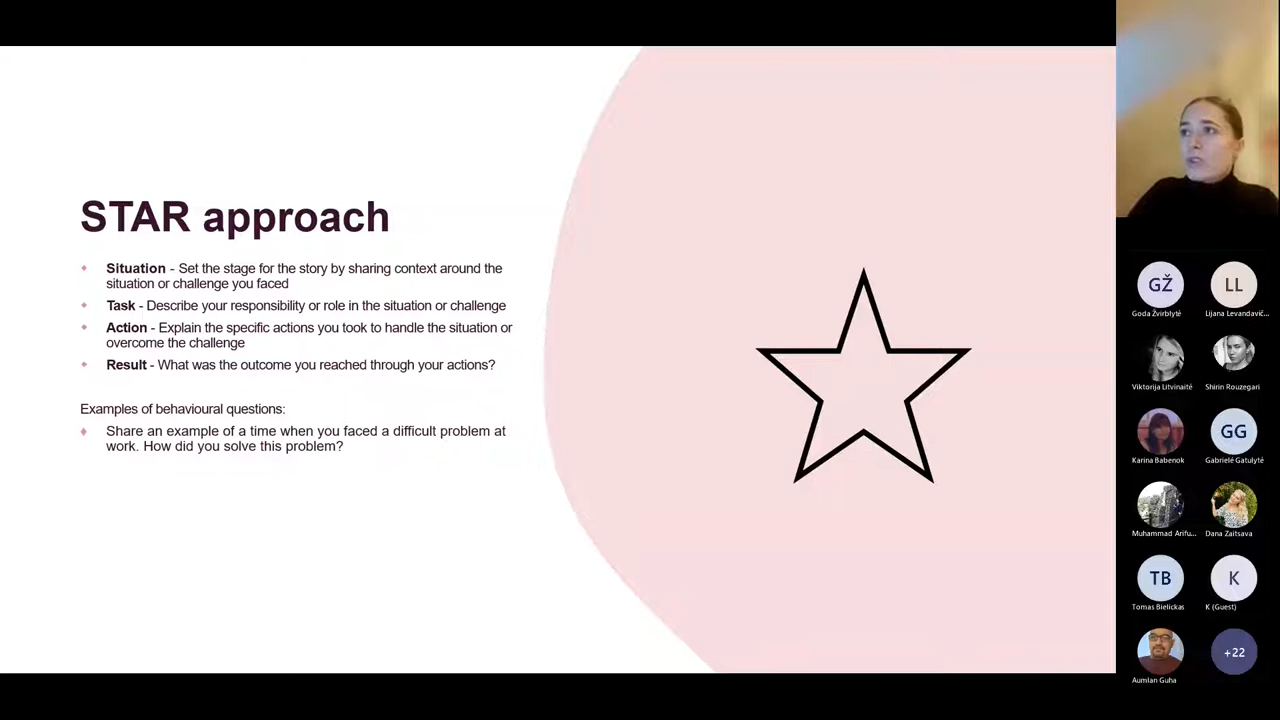 STAR approach
Situation - Set the stage for the story by sharing context around the
situation or challenge you faced
Task - Describe your responsibility or role in the situation or challenge
Action - Explain the specific actions you took to handle the situation or
overcome the challenge
Result - What was the outcome you reached through your actions?
Examples of behavioural questions:
Share an example of a time when you faced a difficult problem at
work. How did you solve this problem?
GŽ
LL
Goda Žvirblytė
Lijana Levandavič...
Viktorija Litvinaitė
Shirin Rouzegari
GG
Karina Babenok
Gabrielė Gatulytė
Muhammad Arifu...
Dana Zaitsava
TB
K
Tomas Bielickas
K (Guest)
+22
Aumlan Guha